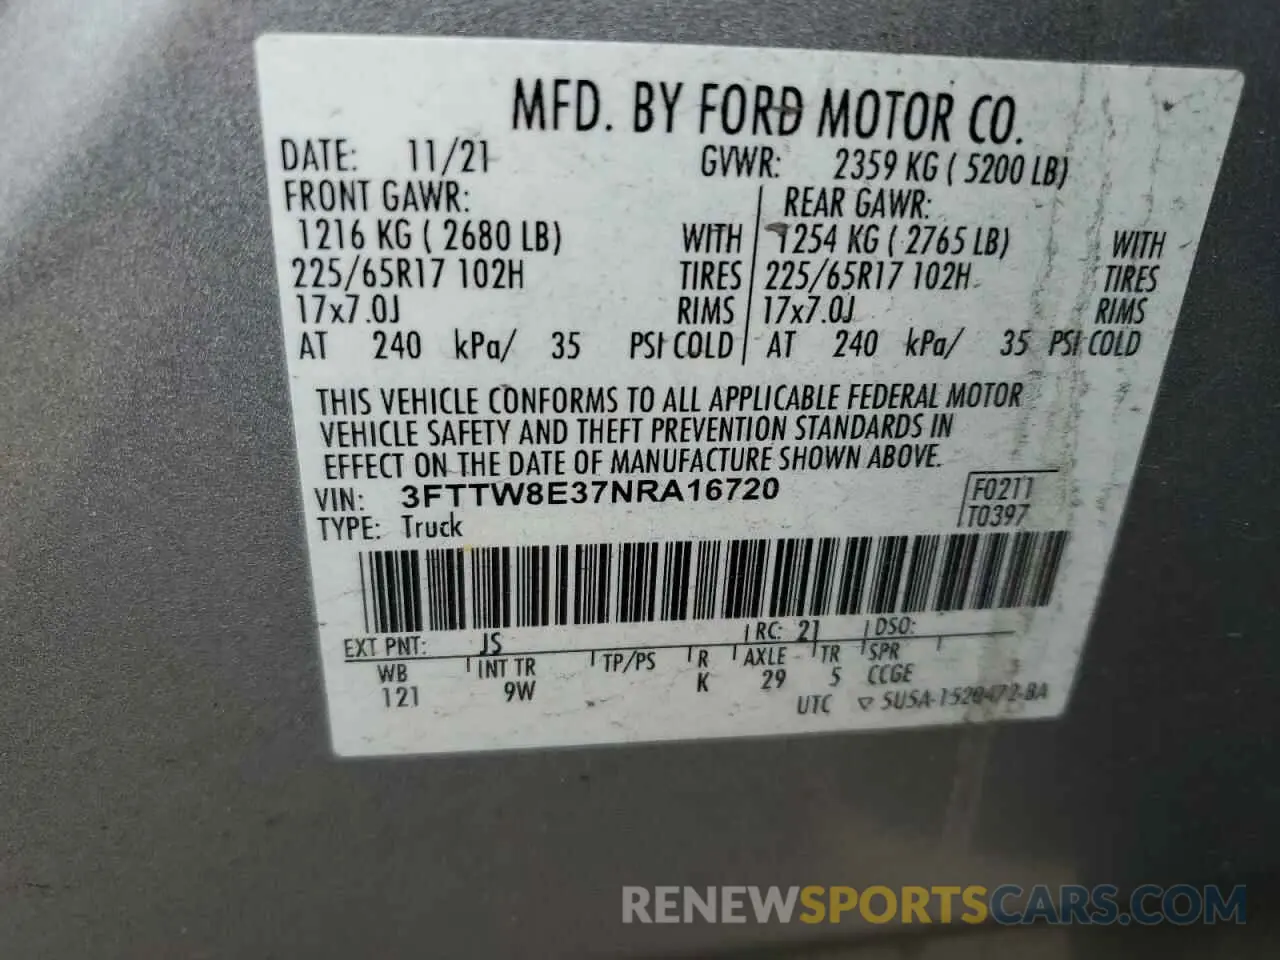 MFD. BY FORD MOTOR CO.
DATE: 11/21 GVWR: 2359 KG ( 5200 LB)
FRONT GAWR: REAR GAWR:
1216 KG ( 2680 LB) WITH 1254 KG ( 2765 LB) WITH
225/65R17 102H TIRES 225/65R17 102H TIRES
17x7.0J RIMS 17x7.0J RIMS
AT 240 kPa/ 35 PSI COLD AT 240 kPa/ 35 PSI COLD
THIS VEHICLE CONFORMS TO ALL APPLICABLE FEDERAL MOTOR
VEHICLE SAFETY AND THEFT PREVENTION STANDARDS IN
EFFECT ON THE DATE OF MANUFACTURE SHOWN ABOVE.
VIN: 3FTTW8E37NRA16720 F0211
TYPE: Truck T0397
EXT PNT: JS RC: 21 DSO:
WB INT TR TP/PS R AXLE TR SPR
121 9W K 29 5 CCGE
UTC ▽ 5U5A-1520472-BA
RENEWSPORTSCARS.COM